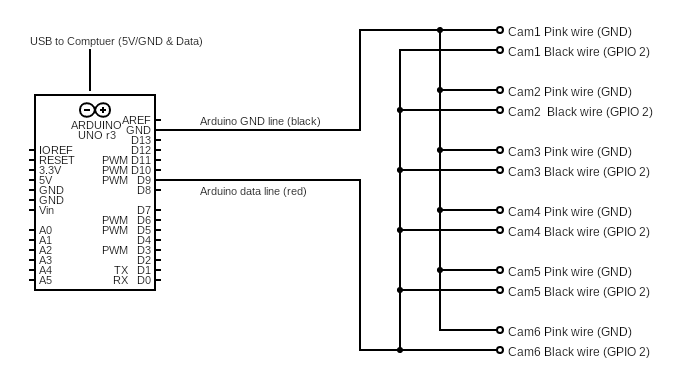 USB to Comptuer (5V/GND & Data)
ARDUINO
UNO r3
AREF
GND
D13
IOREF D12
RESET PWM D11
3.3V PWM D10
5V PWM D9
GND D8
GND
Vin D7
PWM D6
A0 PWM D5
A1 D4
A2 PWM D3
A3 D2
A4 TX D1
A5 RX D0
Arduino GND line (black)
Arduino data line (red)
Cam1 Pink wire (GND)
Cam1 Black wire (GPIO 2)
Cam2 Pink wire (GND)
Cam2  Black wire (GPIO 2)
Cam3 Pink wire (GND)
Cam3 Black wire (GPIO 2)
Cam4 Pink wire (GND)
Cam4 Black wire (GPIO 2)
Cam5 Pink wire (GND)
Cam5 Black wire (GPIO 2)
Cam6 Pink wire (GND)
Cam6 Black wire (GPIO 2)